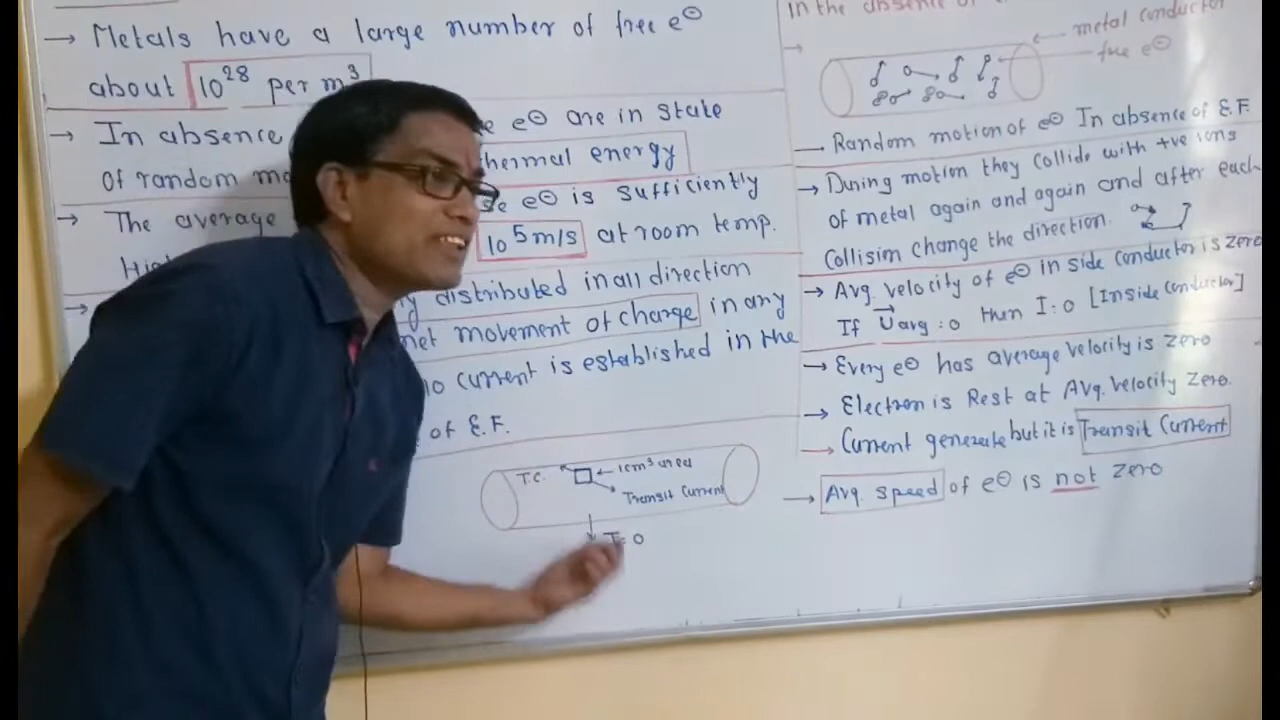 → Metals have a large number of free e⊖
about 10²⁸ per m³
→ In absence e⊖ are in state
Of random thermal energy
→ The average e⊖ is sufficiently
10⁵m/s at room temp.
distributed in all direction
net movement of charge in any
current is established in the
of E.F.
T.C.
1cm³ area
Transit Current
In the absence of
metal conductor
free e⊖
→ Random motion of e⊖ In absence of E.F.
→ During motion they Collide with +ve ions
of metal again and again and after each
Collisim change the direction.
→ Avg. velocity of e⊖ in side conductor is zero
If U⃗avg : 0 then I : 0 [Inside Conductor]
→ Every e⊖ has average velocity is zero
→ Electron is Rest at Avg. velocity Zero.
→ Current generate but it is Transit Current
→ Avg. speed of e⊖ is not zero